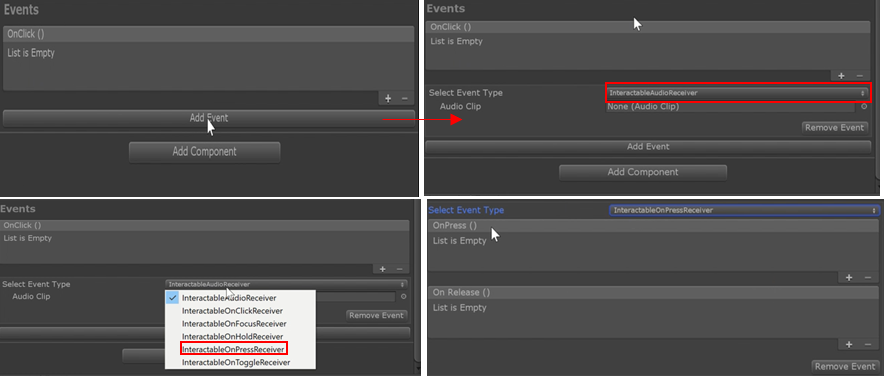 Events
OnClick ()
List is Empty
+ −
Add Event
Add Component
Events
OnClick ()
List is Empty
+ −
Select Event Type InteractableAudioReceiver
Audio Clip None (Audio Clip)
Remove Event
Add Event
Add Component
Events
OnClick ()
List is Empty
+ −
Select Event Type InteractableAudioReceiver
Audio Clip InteractableAudioReceiver
InteractableOnClickReceiver
InteractableOnFocusReceiver
Remove Event
InteractableOnHoldReceiver
InteractableOnPressReceiver
InteractableOnToggleReceiver
Select Event Type InteractableOnPressReceiver
OnPress ()
List is Empty
+ −
On Release ()
List is Empty
+ −
Remove Event